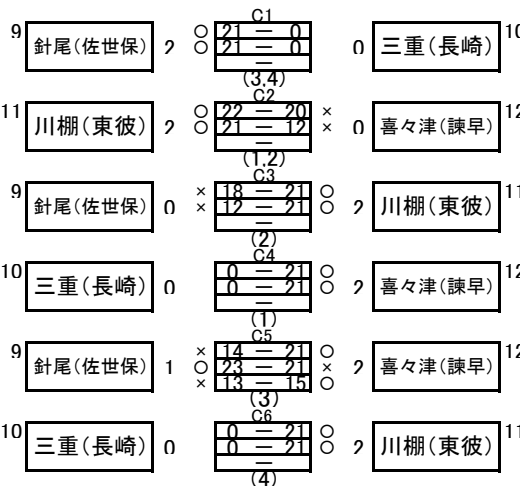 C1
9 針尾(佐世保) 2 ○ 21 ― 0 0 三重(長崎) 10
○ 21 ― 0
―
(3,4)
C2
11 川棚(東彼) 2 ○ 22 ― 20 × 0 喜々津(諫早) 12
○ 21 ― 12 ×
―
(1,2)
C3
9 針尾(佐世保) 0 × 18 ― 21 ○ 2 川棚(東彼) 11
× 12 ― 21 ○
―
(2)
C4
10 三重(長崎) 0 0 ― 21 ○ 2 喜々津(諫早) 12
0 ― 21 ○
―
(1)
C5
9 針尾(佐世保) 1 × 14 ― 21 ○ 2 喜々津(諫早) 12
○ 23 ― 21 ×
× 13 ― 15 ○
(3)
C6
10 三重(長崎) 0 0 ― 21 ○ 2 川棚(東彼) 11
0 ― 21 ○
―
(4)